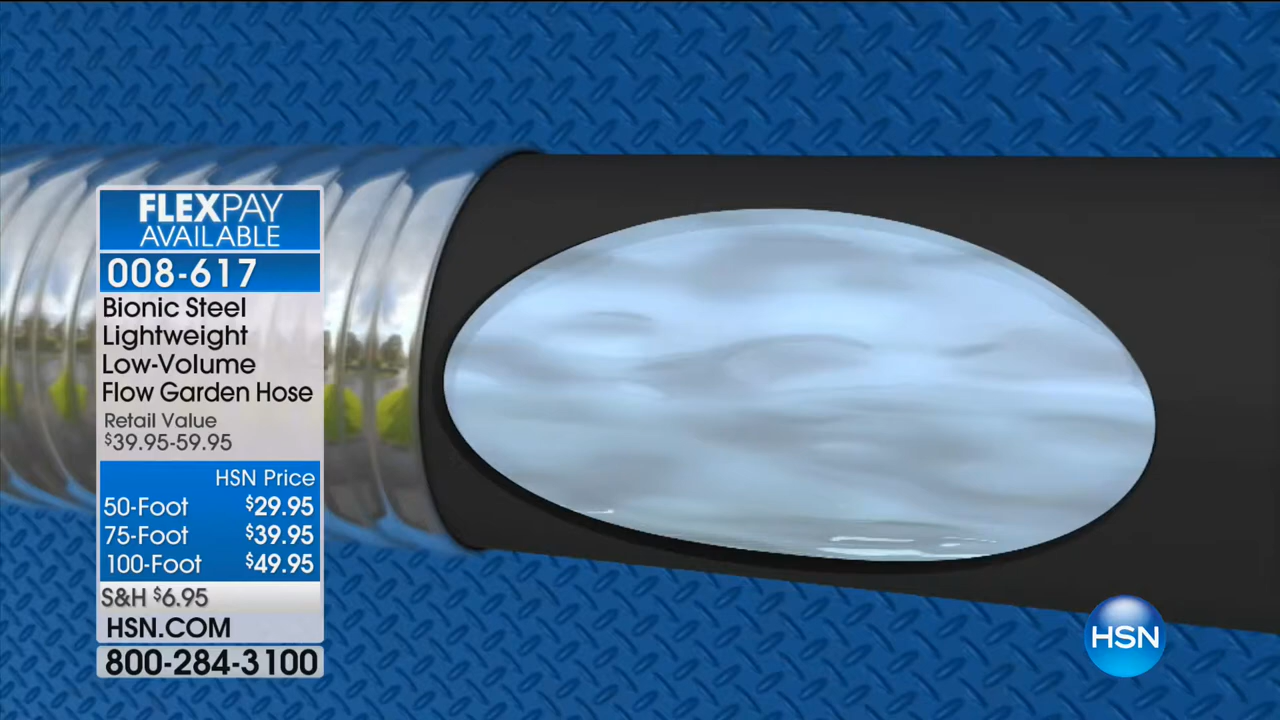 FLEXPAY
AVAILABLE
008-617
Bionic Steel
Lightweight
Low-Volume
Flow Garden Hose
Retail Value
$39.95-59.95
HSN Price
50-Foot $29.95
75-Foot $39.95
100-Foot $49.95
S&H $6.95
HSN.COM
800-284-3100
HSN